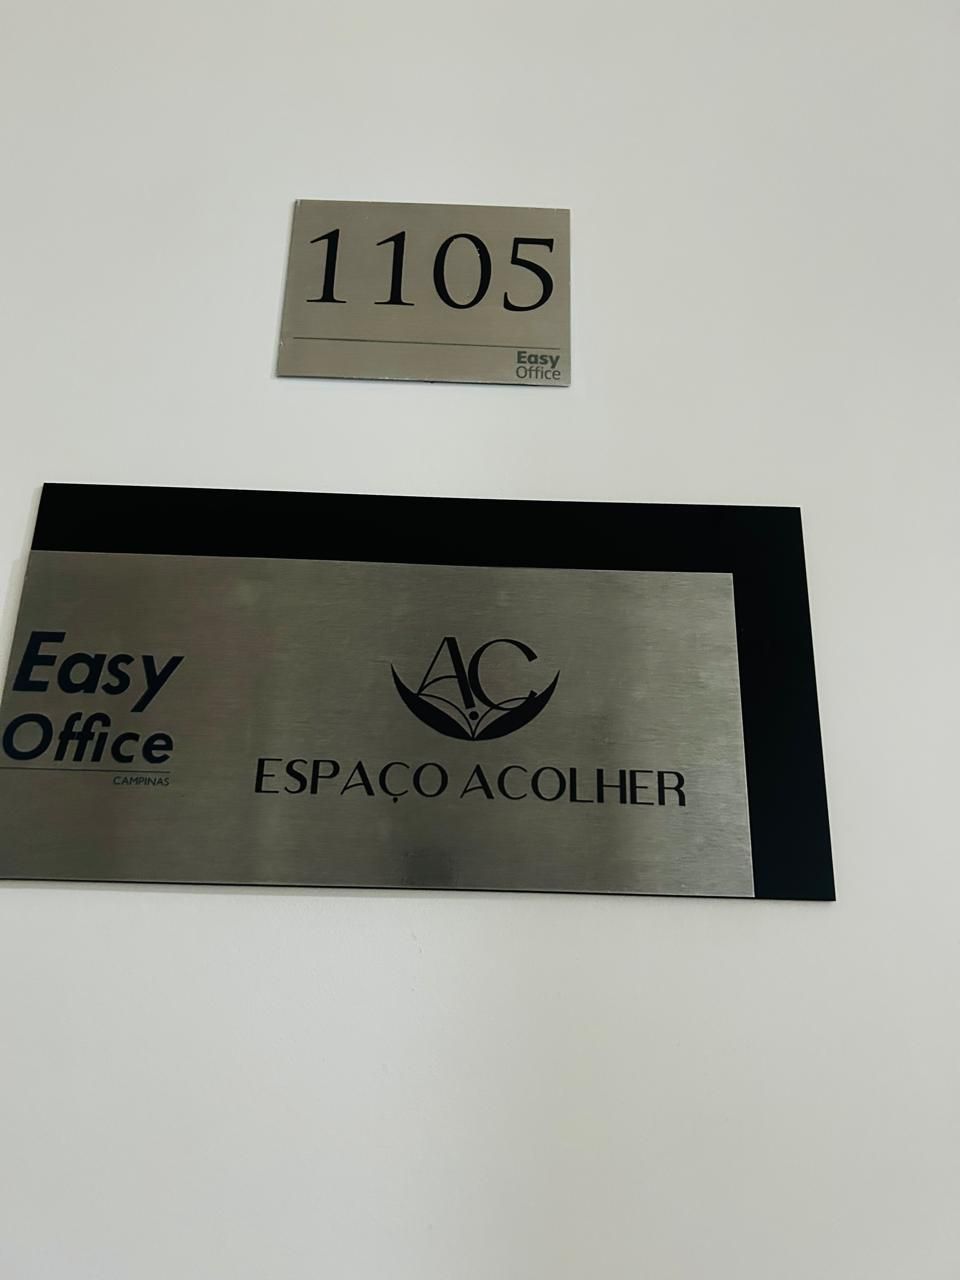 1105
Easy
Office
Easy
Office
CAMPINAS
AC
ESPAÇO ACOLHER